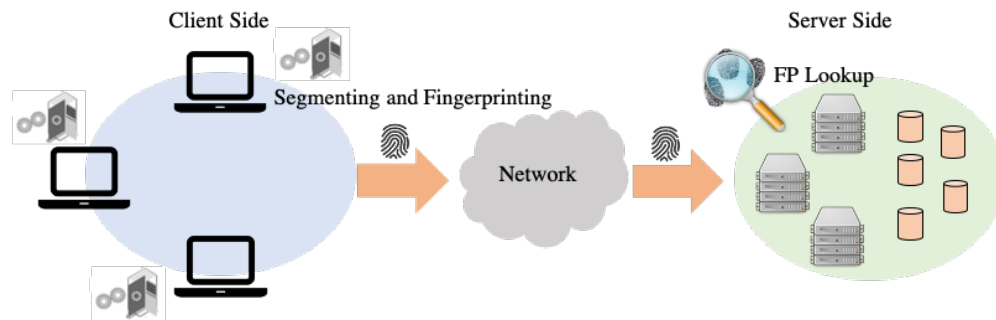 Client Side
Server Side
FP Lookup
Segmenting and Fingerprinting
Network